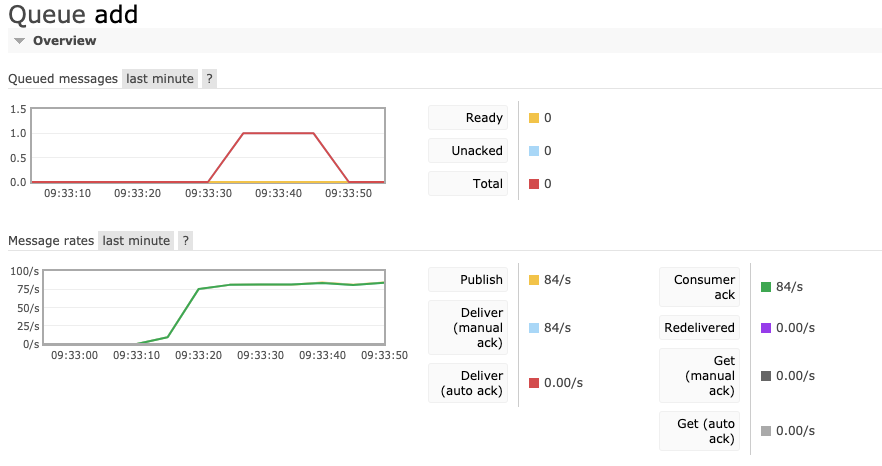 Queue add
Overview
Queued messages last minute ?
1.5
1.0
0.5
0.0
09:33:10 09:33:20 09:33:30 09:33:40 09:33:50
Ready 0
Unacked 0
Total 0
Message rates last minute ?
100/s
75/s
50/s
25/s
0/s
09:33:00 09:33:10 09:33:20 09:33:30 09:33:40 09:33:50
Publish 84/s
Deliver
(manual 84/s
ack)
Deliver
(auto ack) 0.00/s
Consumer
ack 84/s
Redelivered 0.00/s
Get
(manual 0.00/s
ack)
Get (auto
ack) 0.00/s